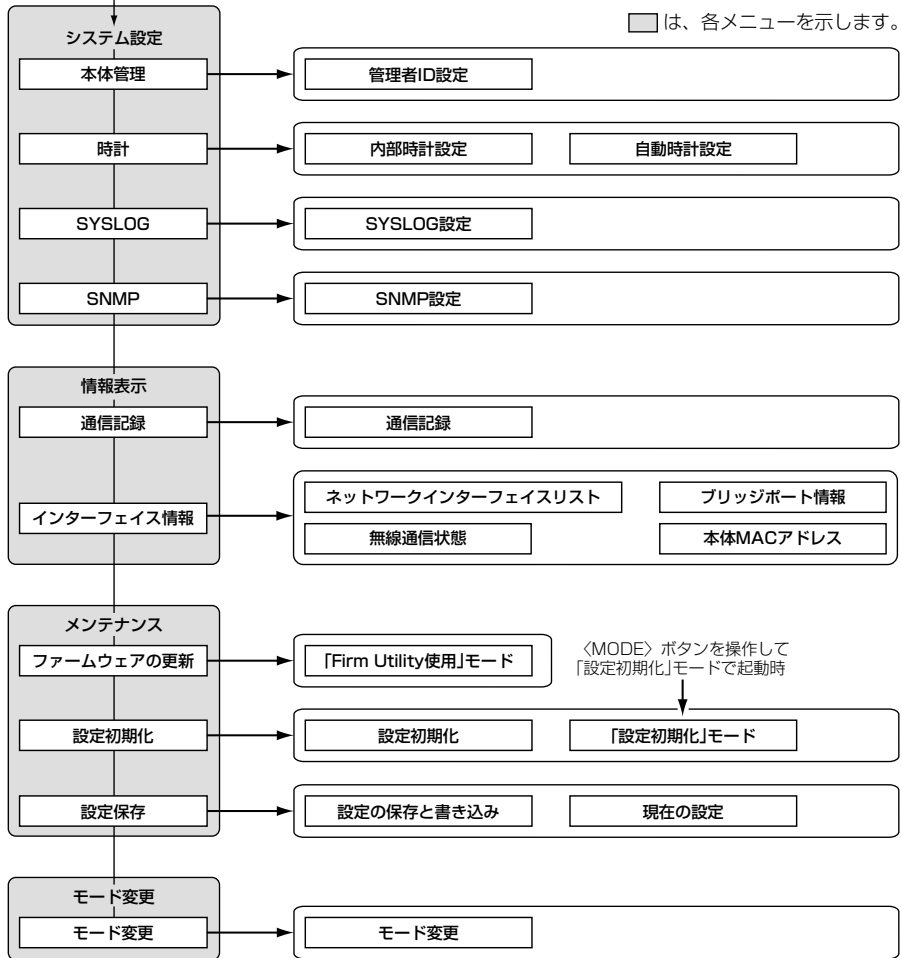 は、各メニューを示します。
システム設定
本体管理
管理者ID設定
時計
内部時計設定
自動時計設定
SYSLOG
SYSLOG設定
SNMP
SNMP設定
情報表示
通信記録
通信記録
インターフェイス情報
ネットワークインターフェイスリスト
ブリッジポート情報
無線通信状態
本体MACアドレス
メンテナンス
ファームウェアの更新
「Firm Utility使用」モード
〈MODE〉ボタンを操作して
「設定初期化」モードで起動時
設定初期化
設定初期化
「設定初期化」モード
設定保存
設定の保存と書き込み
現在の設定
モード変更
モード変更
モード変更